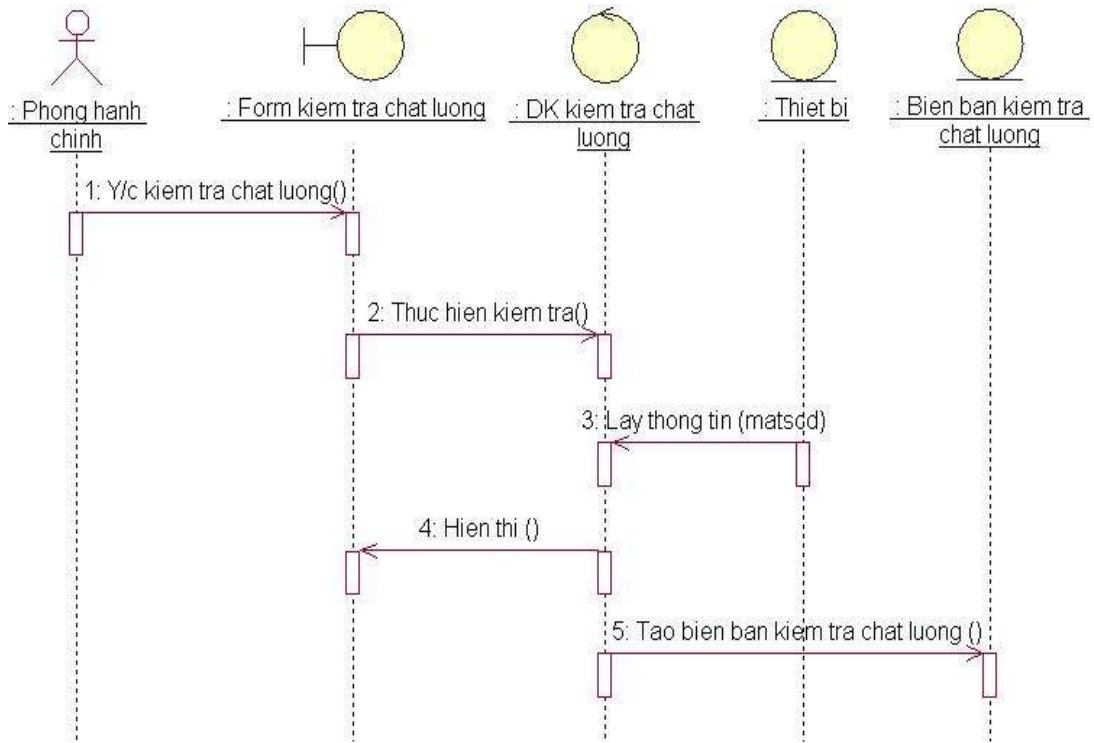 : Phong hanh
chinh
: Form kiem tra chat luong
: DK kiem tra chat
luong
: Thiet bi
: Bien ban kiem tra
chat luong
1: Y/c kiem tra chat luong()
2: Thuc hien kiem tra()
3: Lay thong tin (matscd)
4: Hien thi ()
5: Tao bien ban kiem tra chat luong ()